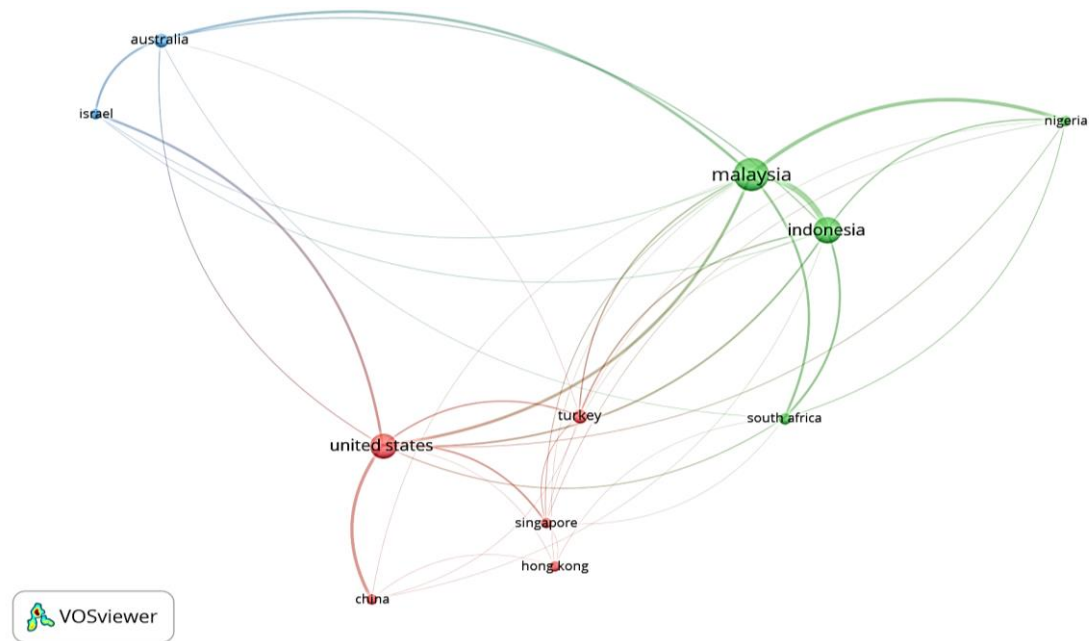 australia
israel
nigeria
malaysia
indonesia
turkey
south africa
united states
singapore
hong kong
china
VOSviewer